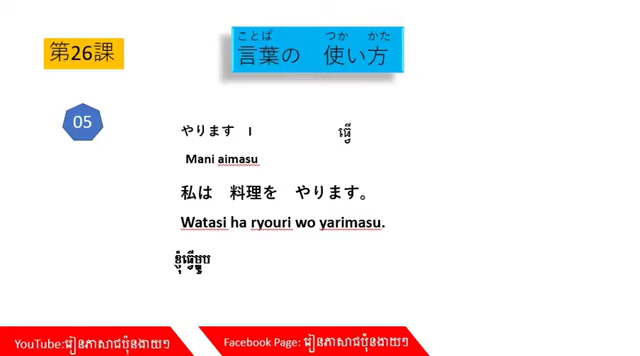 第26課
ことば つか かた
言葉の 使い方
05
やります I ធ្វើ
Mani aimasu
私は 料理を やります。
Watasi ha ryouri wo yarimasu.
ខ្ញុំធ្វើម្ហូប
YouTube:រៀនភាសាជប៉ុនងាយៗ
Facebook Page: រៀនភាសាជប៉ុនងាយៗ